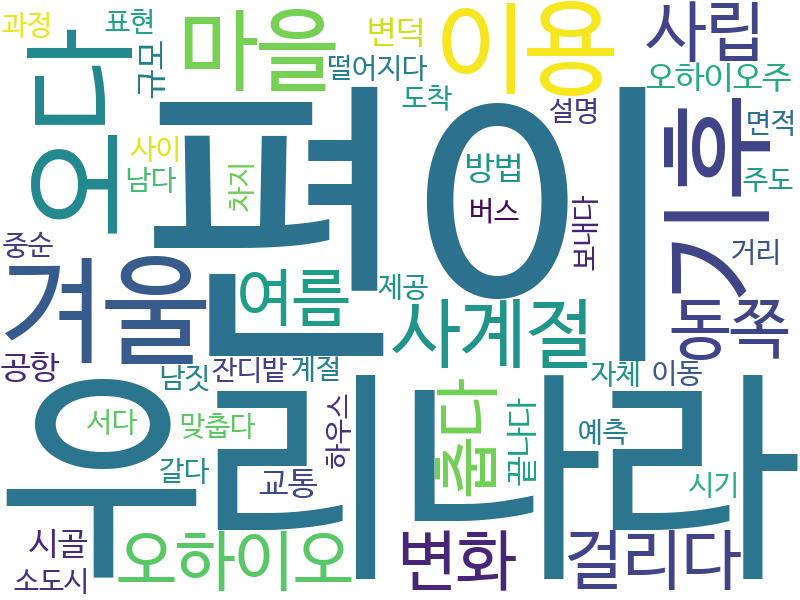 과정
표현
마을
변덕
이용
사립
오다
규모
떨어지다
오하이오주
도착
설명
면적
편이
기후
사이
남다
차지
방법
버스
주도
보내다
중순
거리
겨울
여름
제공
사계절
동쪽
공항
남짓
잔디밭
계절
자체
이동
우리나라
서다
맞춥다
하우스
춥다
끝나다
예측
갈다
교통
시기
시골
오하이오
변화
걸리다
소도시